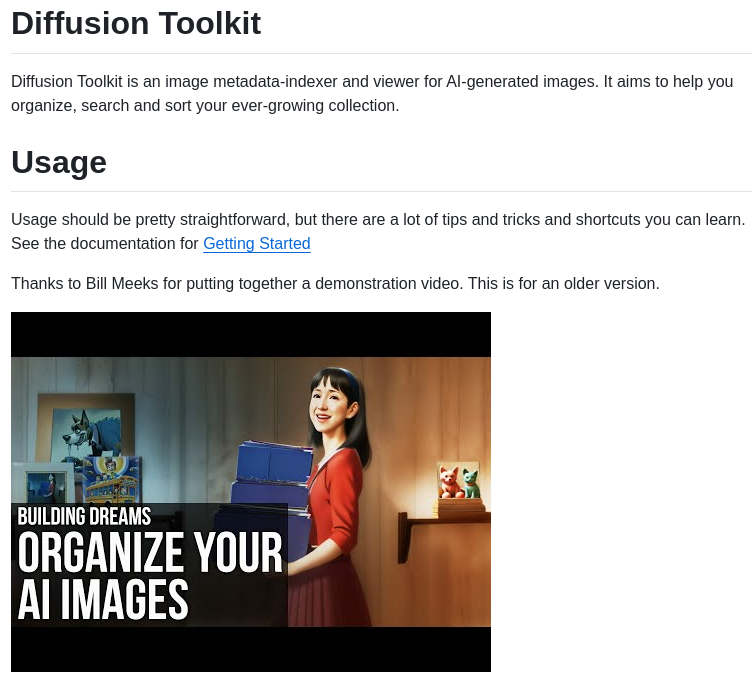 Diffusion Toolkit
Diffusion Toolkit is an image metadata-indexer and viewer for AI-generated images. It aims to help you
organize, search and sort your ever-growing collection.
Usage
Usage should be pretty straightforward, but there are a lot of tips and tricks and shortcuts you can learn.
See the documentation for Getting Started
Thanks to Bill Meeks for putting together a demonstration video. This is for an older version.
BUILDING DREAMS
ORGANIZE YOUR
AI IMAGES